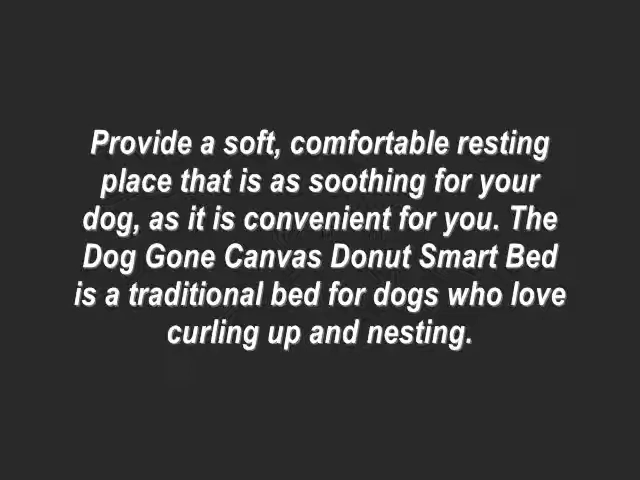 Provide a soft, comfortable resting
place that is as soothing for your
dog, as it is convenient for you. The
Dog Gone Canvas Donut Smart Bed
is a traditional bed for dogs who love
curling up and nesting.